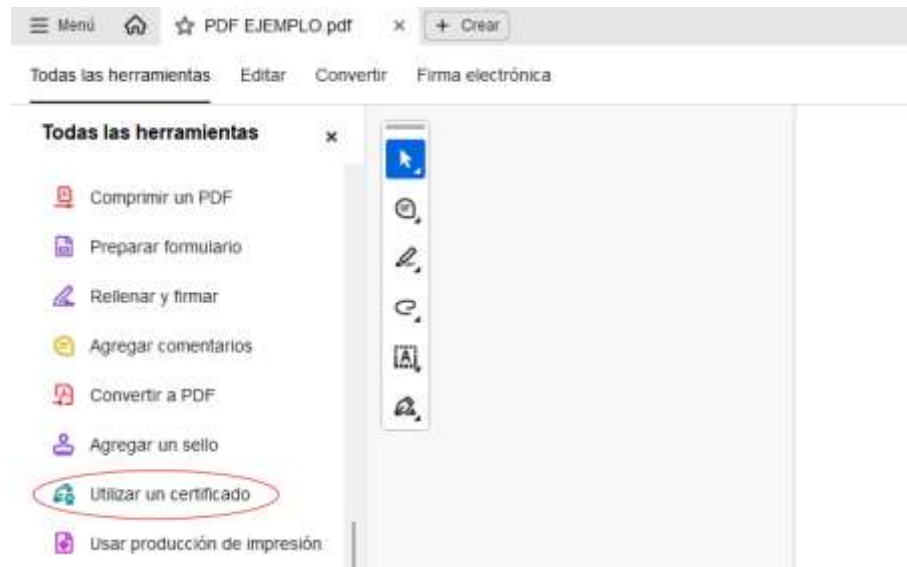 Menú PDF EJEMPLO.pdf × + Crear
Todas las herramientas Editar Convertir Firma electrónica
Todas las herramientas ×
Comprimir un PDF
Preparar formulario
Rellenar y firmar
Agregar comentarios
Convertir a PDF
Agregar un sello
Utilizar un certificado
Usar producción de impresión